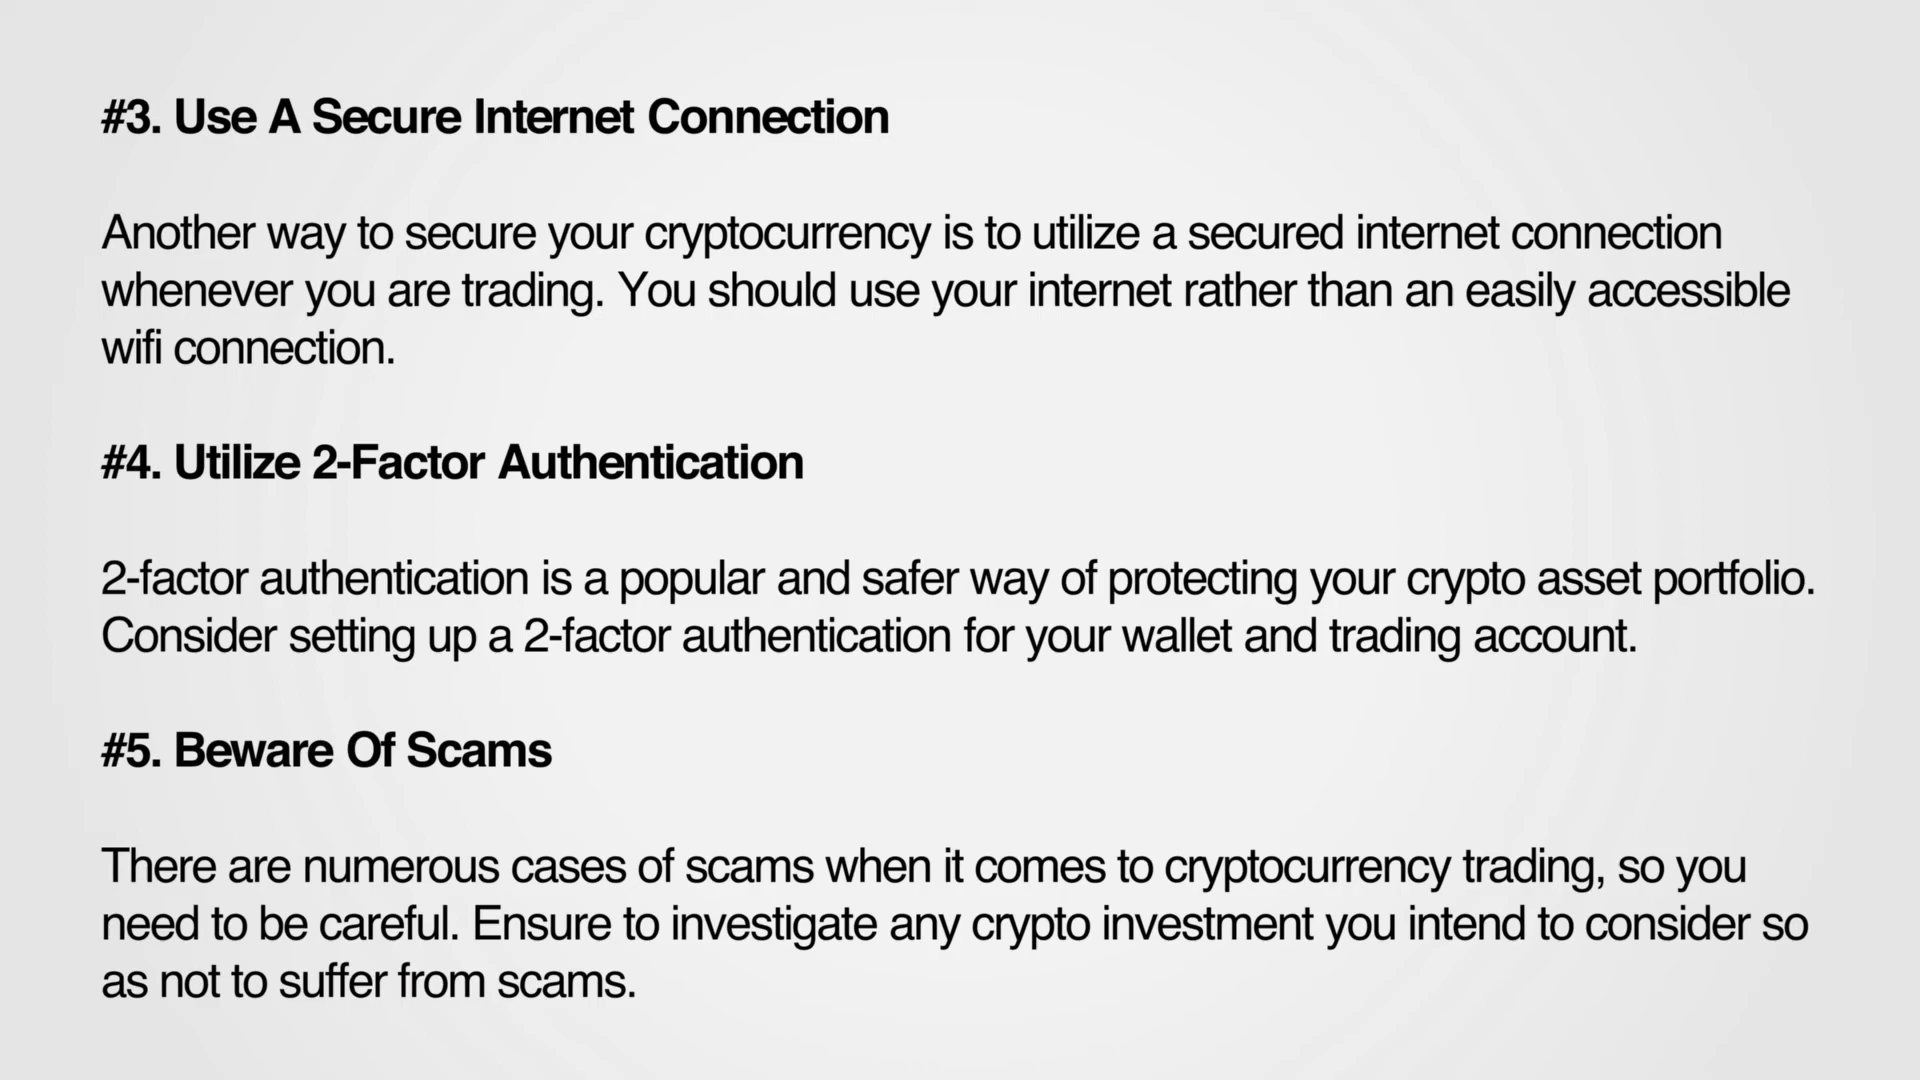 #3. Use A Secure Internet Connection
Another way to secure your cryptocurrency is to utilize a secured internet connection
whenever you are trading. You should use your internet rather than an easily accessible
wifi connection.
#4. Utilize 2-Factor Authentication
2-factor authentication is a popular and safer way of protecting your crypto asset portfolio.
Consider setting up a 2-factor authentication for your wallet and trading account.
#5. Beware Of Scams
There are numerous cases of scams when it comes to cryptocurrency trading, so you
need to be careful. Ensure to investigate any crypto investment you intend to consider so
as not to suffer from scams.